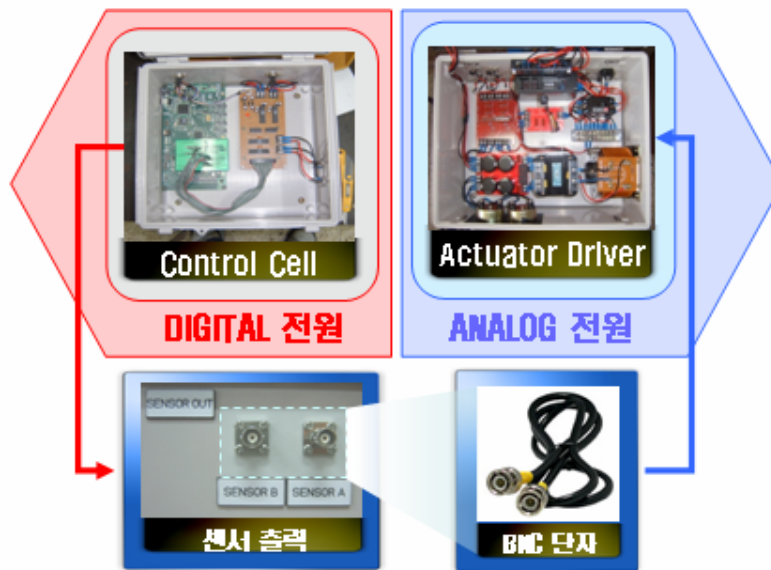 Control Cell
Actuator Driver
DIGITAL 전원
ANALOG 전원
SENSOR OUT
SENSOR B
SENSOR A
센서 출력
BNC 단자